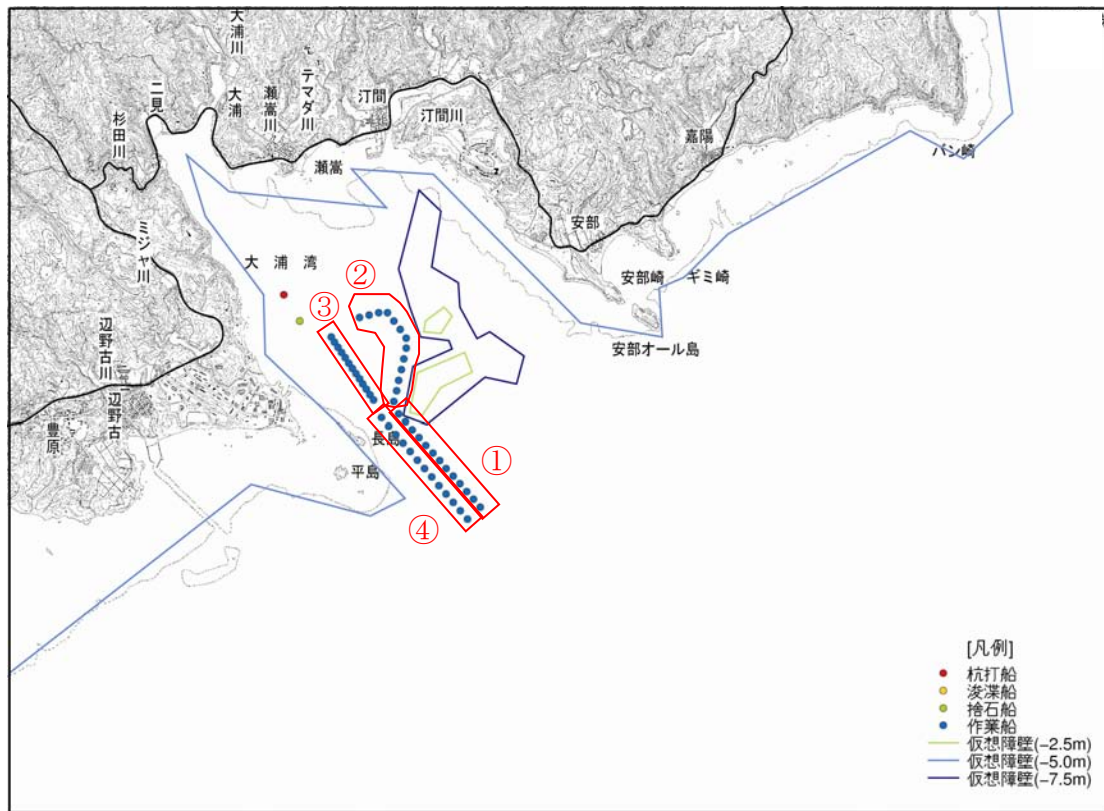 大浦川
二見
大浦
瀬嵩川
テマダ川
汀間
汀間川
杉田川
嘉陽
バン崎
瀬嵩
ミジャ川
安部
大浦湾
②
安部崎
ギミ崎
③
辺野古川
安部オール島
辺野古
豊原
長島
平島
①
④
[凡例]
杭打船
浚渫船
捨石船
作業船
仮想障壁(-2.5m)
仮想障壁(-5.0m)
仮想障壁(-7.5m)